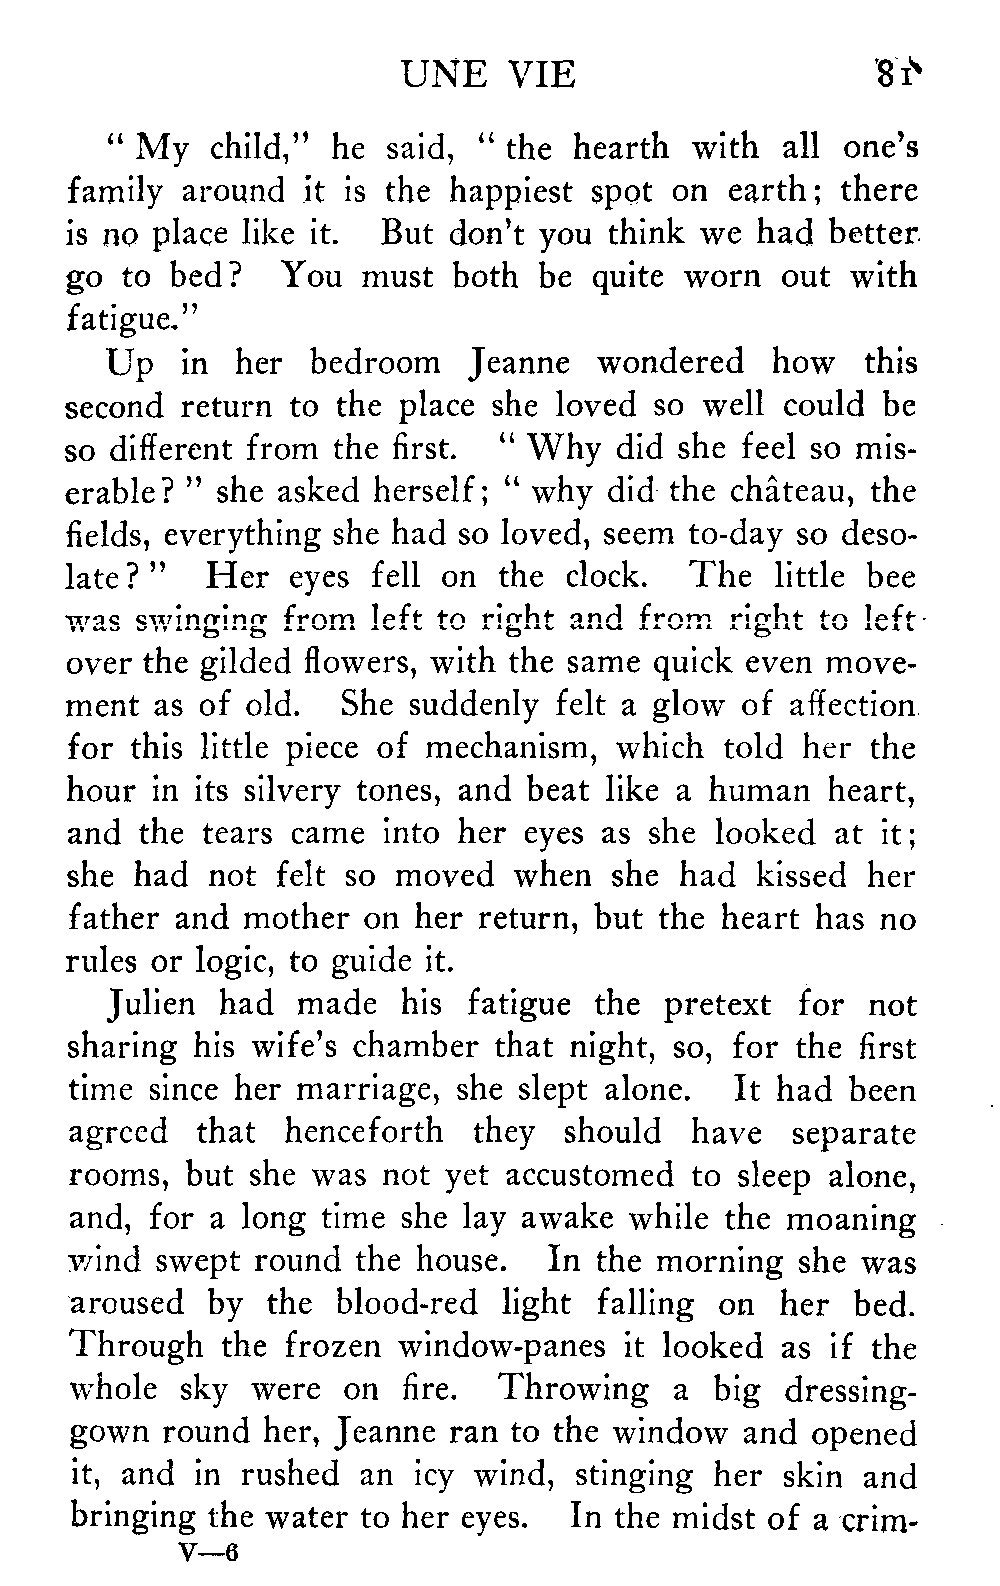 UNE VIE 81
" My child," he said, " the hearth with all one's
family around it is the happiest spot on earth; there
is no place like it. But don't you think we had better
go to bed? You must both be quite worn out with
fatigue."
Up in her bedroom Jeanne wondered how this
second return to the place she loved so well could be
so different from the first. " Why did she feel so mis-
erable? " she asked herself; " why did the château, the
fields, everything she had so loved, seem to-day so deso-
late? " Her eyes fell on the clock. The little bee
was swinging from left to right and from right to left
over the gilded flowers, with the same quick even move-
ment as of old. She suddenly felt a glow of affection
for this little piece of mechanism, which told her the
hour in its silvery tones, and beat like a human heart,
and the tears came into her eyes as she looked at it;
she had not felt so moved when she had kissed her
father and mother on her return, but the heart has no
rules or logic, to guide it.
Julien had made his fatigue the pretext for not
sharing his wife's chamber that night, so, for the first
time since her marriage, she slept alone. It had been
agreed that henceforth they should have separate
rooms, but she was not yet accustomed to sleep alone,
and, for a long time she lay awake while the moaning
wind swept round the house. In the morning she was
aroused by the blood-red light falling on her bed.
Through the frozen window-panes it looked as if the
whole sky were on fire. Throwing a big dressing-
gown round her, Jeanne ran to the window and opened
it, and in rushed an icy wind, stinging her skin and
bringing the water to her eyes. In the midst of a crim-
V—6